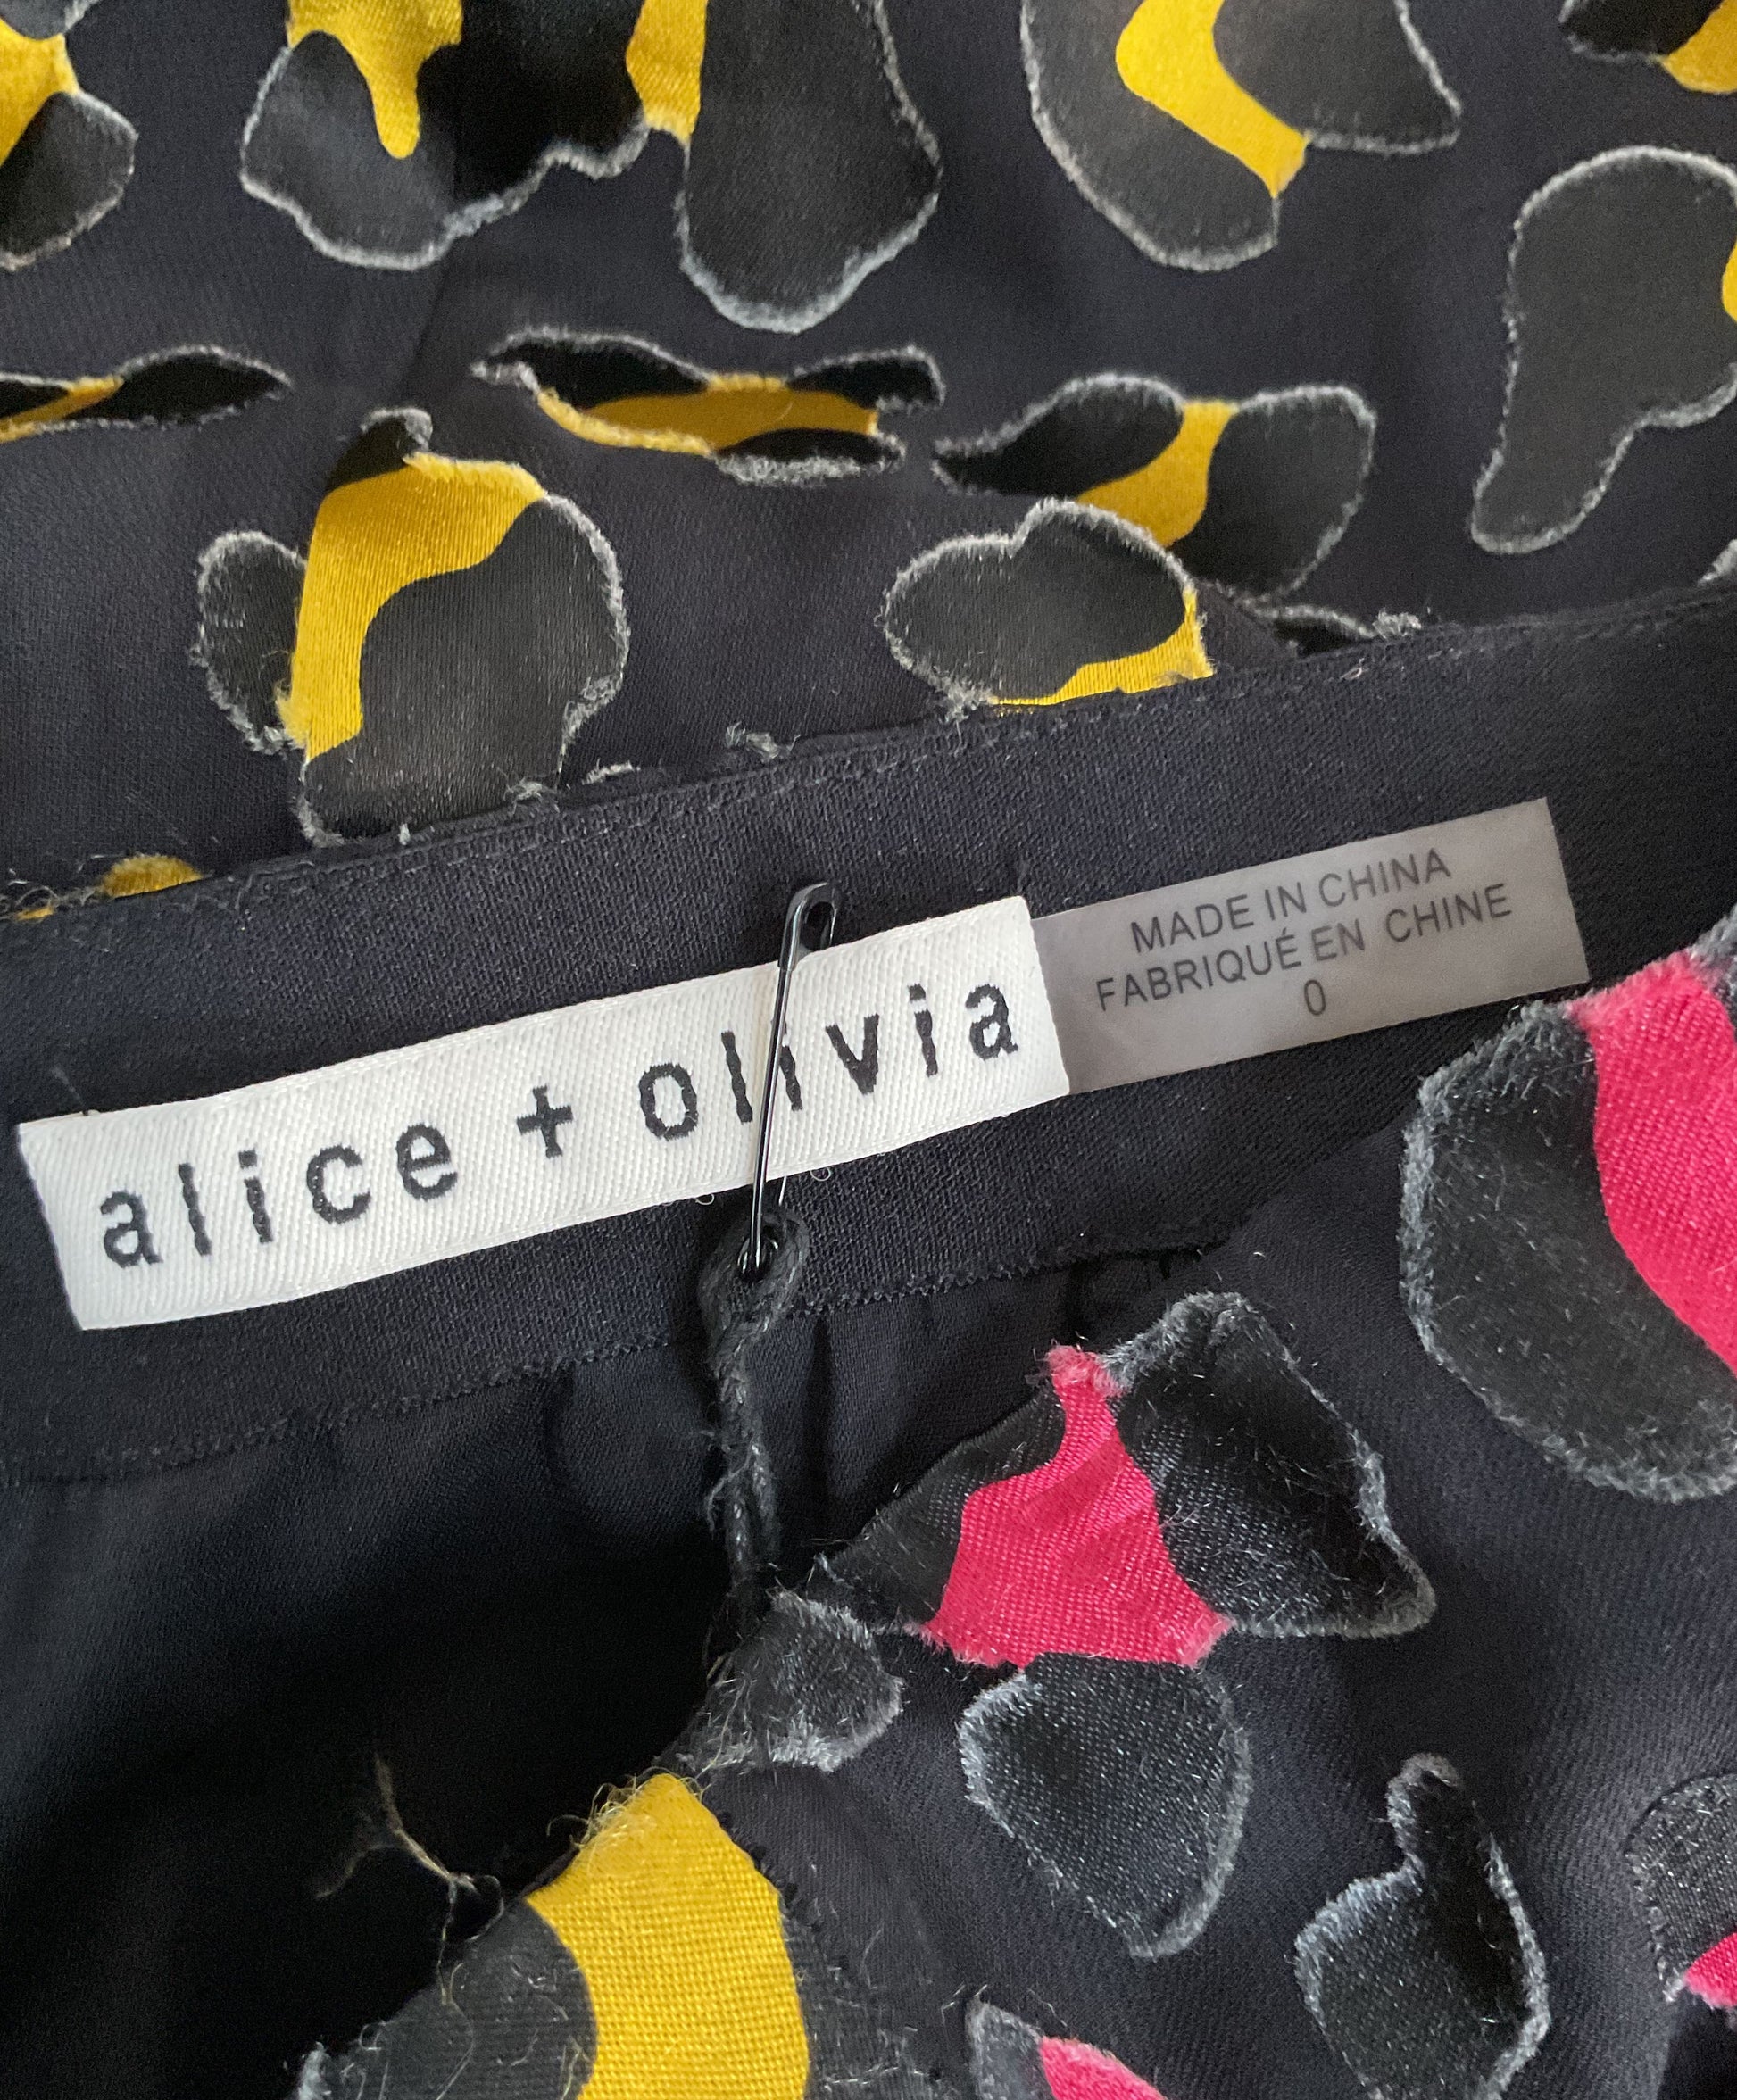 alice + olivia
MADE IN CHINA
FABRIQUÉ EN CHINE
0